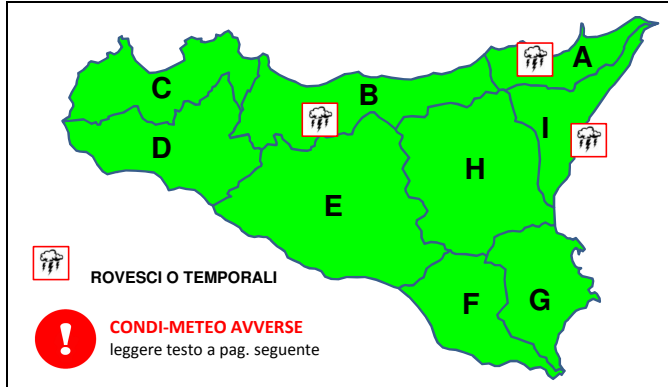 A
C
B
I
D
H
E
ROVESCI O TEMPORALI
F
G
!
CONDI-METEO AVVERSE
leggere testo a pag. seguente